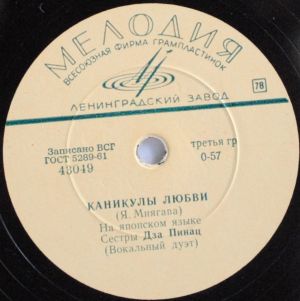 МЕЛОДИЯ
ВСЕСОЮЗНАЯ ФИРМА ГРАМПЛАСТИНОК
ЛЕНИНГРАДСКИЙ ЗАВОД
78
Записано ВСГ
ГОСТ 5289-61
43049
третья гр
0-57
КАНИКУЛЫ ЛЮБВИ
(Я. Миягава)
На японском языке
Сестры Дза Пинац
(Вокальный дуэт)